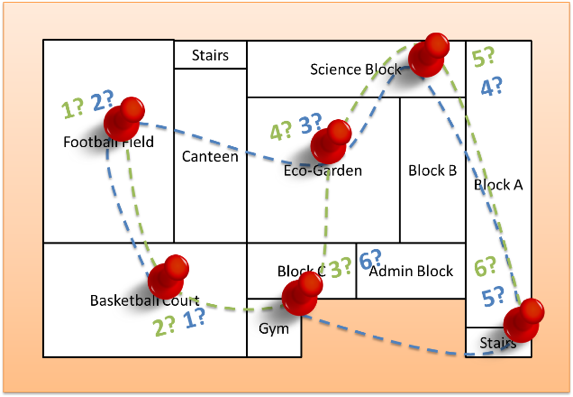 Stairs
Science Block
5?
4?
1? 2?
Football Field
4? 3?
Canteen
Eco-Garden
Block B
Block A
Block C
3? 6?
Admin Block
6?
5?
Basketball Court
2? 1?
Gym
Stairs